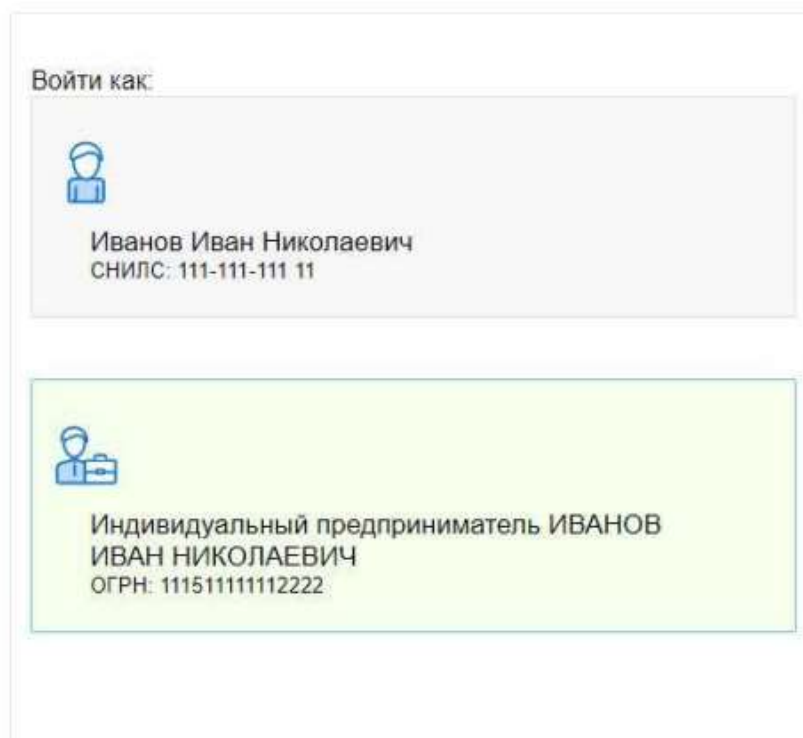 Войти как:
Иванов Иван Николаевич
СНИЛС: 111-111-111 11
Индивидуальный предприниматель ИВАНОВ
ИВАН НИКОЛАЕВИЧ
ОГРН: 111511111112222